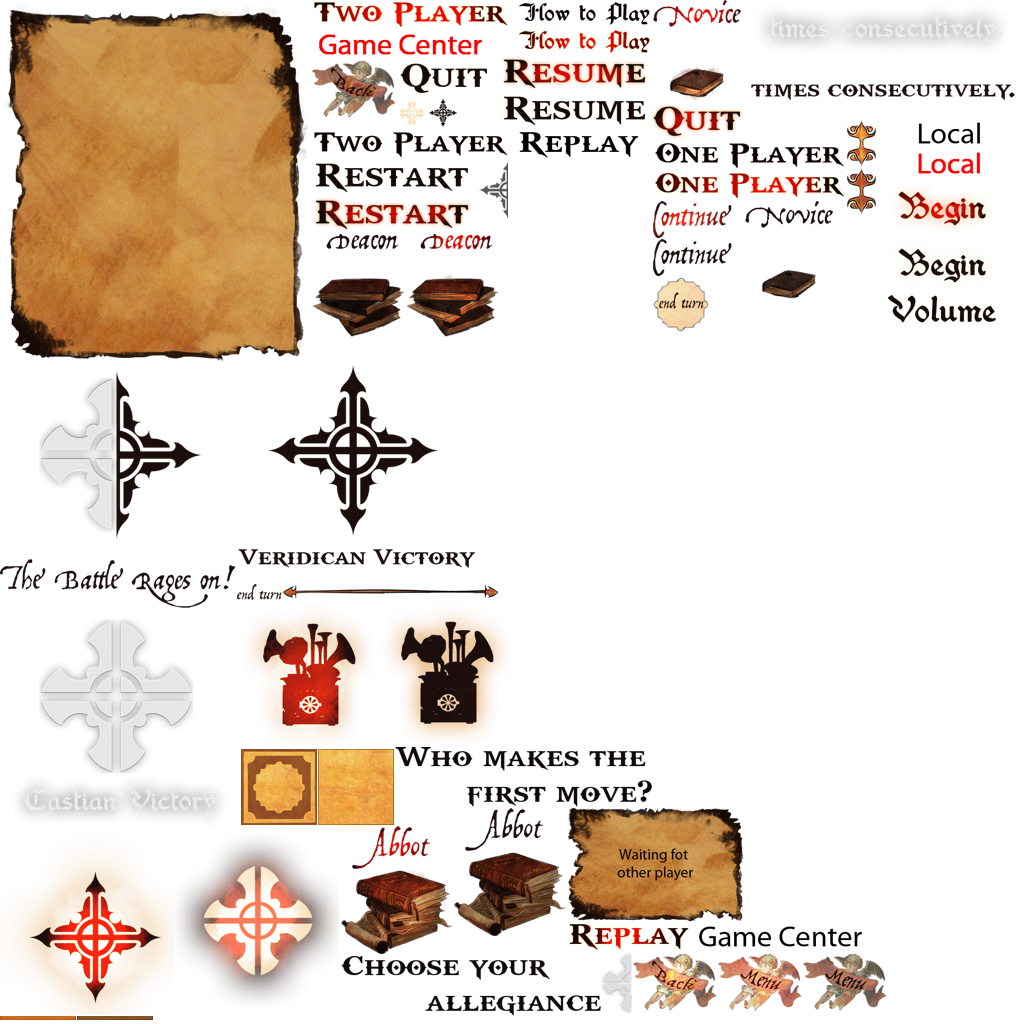 Two Player
How to Play
Novice
times consecutively.
Game Center
How to Play
Back
Quit
Resume
times consecutively.
Resume
Quit
Two Player
Replay
One Player
Local
Restart
One Player
Local
Restart
Continue
Novice
Begin
Deacon
Deacon
Continue
Begin
end turn
Volume
The Battle Rages on!
Veridican Victory
end turn
Who makes the
first move?
Castian Victory
Abbot
Abbot
Waiting fot
other player
Replay
Game Center
Choose your
allegiance
Back
Menu
Menu